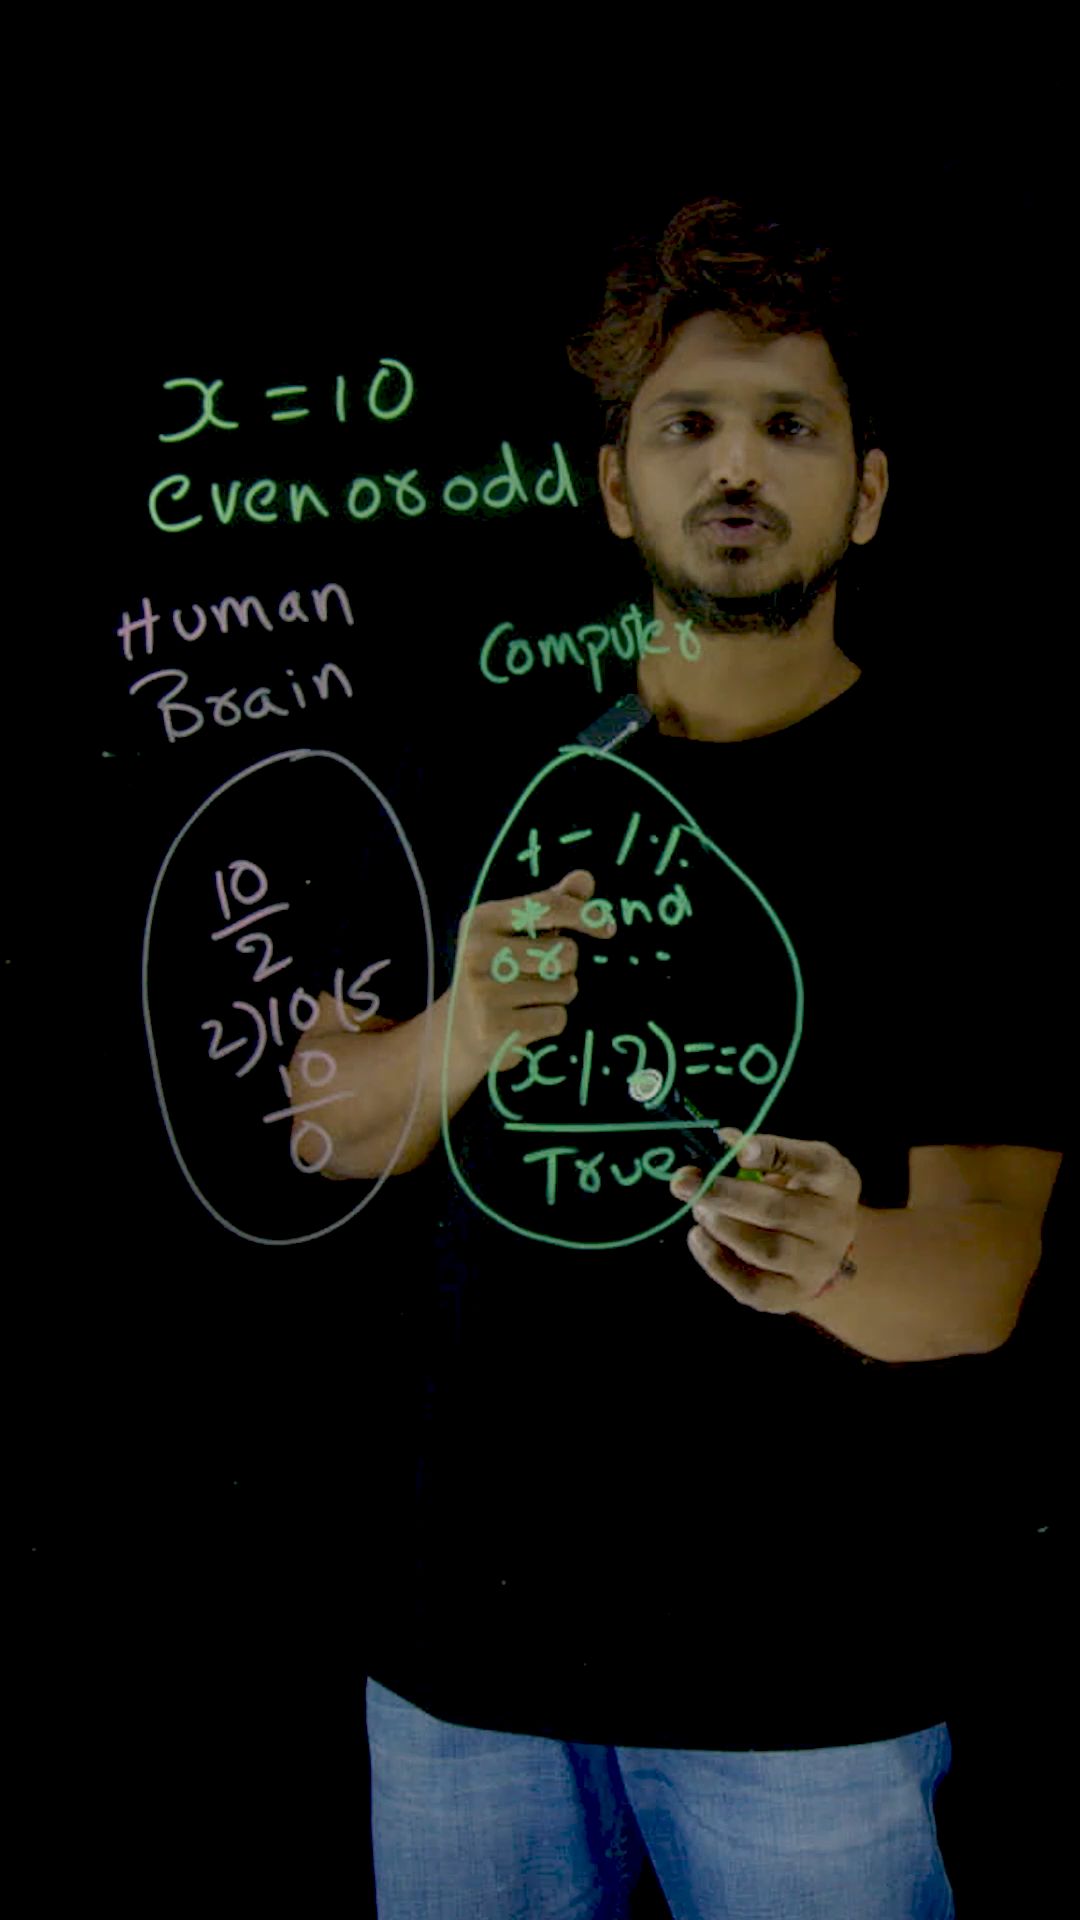 x = 10
even or odd
Human
Brain
10
2
2)10(5
10
0
Computer
+ - / %
* and
or ...
(x % 2) == 0
True